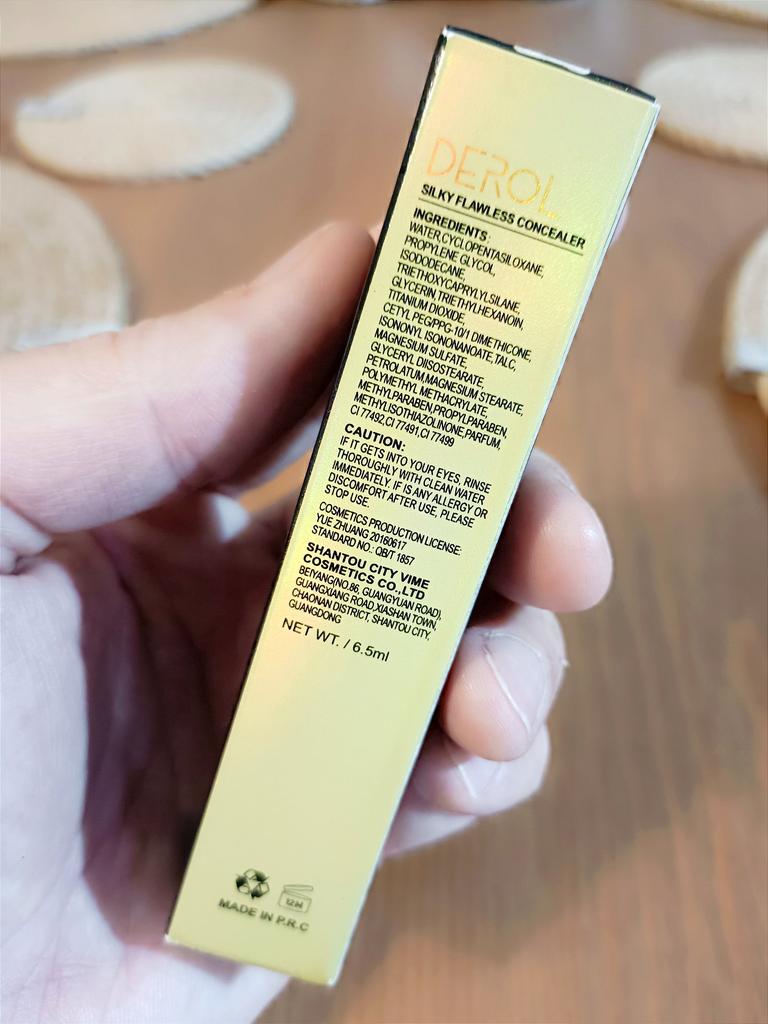 DEROL
SILKY FLAWLESS CONCEALER
INGREDIENTS:
WATER,CYCLOPENTASILOXANE,
PROPYLENE GLYCOL,
ISODODECANE,
TRIETHOXYCAPRYLYLSILANE,
GLYCERIN,TRIETHYLHEXANOIN,
TITANIUM DIOXIDE,
CETYL PEG/PPG-10/1 DIMETHICONE,
ISONONYL ISONONANOATE,TALC,
MAGNESIUM SULFATE,
GLYCERYL DIISOSTEARATE,
PETROLATUM,MAGNESIUM STEARATE,
POLYMETHYL METHACRYLATE,
METHYLPARABEN,PROPYLPARABEN,
METHYLISOTHIAZOLINONE,PARFUM,
CI 77492,CI 77491,CI 77499
CAUTION:
IF IT GETS INTO YOUR EYES, RINSE
THOROUGHLY WITH CLEAN WATER
IMMEDIATELY. IF IS ANY ALLERGY OR
DISCOMFORT AFTER USE, PLEASE
STOP USE.
COSMETICS PRODUCTION LICENSE:
YUE ZHUANG 20160617
STANDARD NO.: QB/T 1857
SHANTOU CITY VIME
COSMETICS CO.,LTD
BEIYANG(NO.86, GUANGYUAN ROAD),
GUANGXIANG ROAD,XIASHAN TOWN,
CHAONAN DISTRICT, SHANTOU CITY,
GUANGDONG
NET WT. / 6.5ml
12M
MADE IN P.R.C